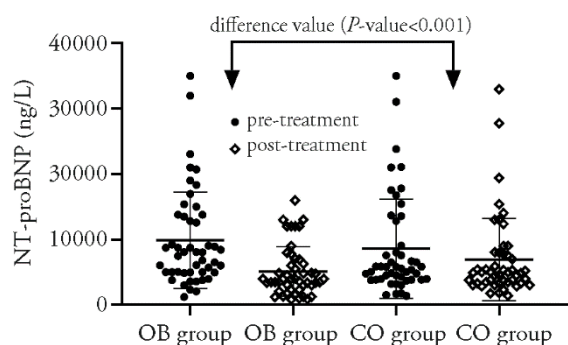 difference value (P-value<0.001)
40000
30000
30000
10000
0
NT-proBNP (ng/L)
pre-treatment
post-treatment
OB group OB group CO group CO group